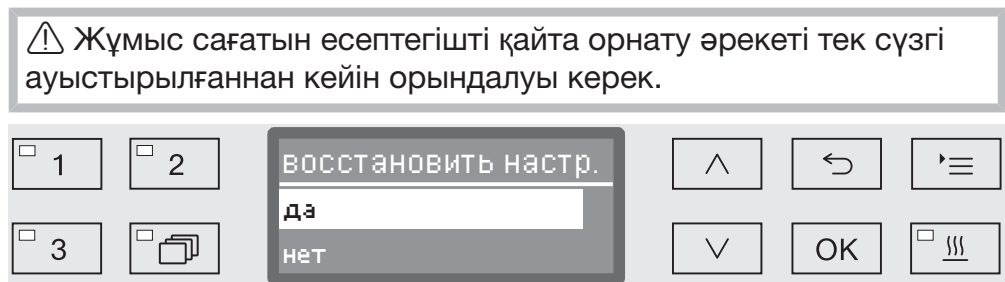 ⚠ Жұмыс сағатын есептегішті қайта орнату әрекеті тек сүзгі
ауыстырылғаннан кейін орындалуы керек.
1 2 восстановить настр.
да
3 нет OK